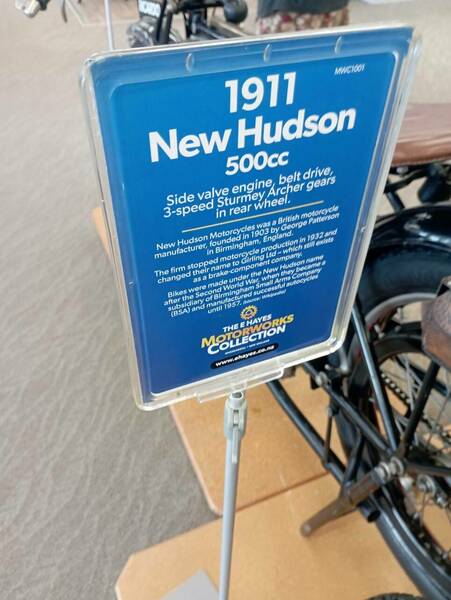 MWC1001
1911
New Hudson
500cc
Side valve engine, belt drive,
3-speed Sturmey Archer gears
in rear wheel.
New Hudson Motorcycles was a British motorcycle
manufacturer, founded in 1903 by George Patterson
in Birmingham, England.
The firm stopped motorcycle production in 1932 and
changed their name to Girling Ltd – which still exists
as a brake-component company.
Bikes were made under the New Hudson name
after the Second World War, when they became a
subsidiary of Birmingham Small Arms Company
(BSA) and manufactured successful autocycles
until 1957. (Source: Wikipedia)
THE E HAYES
MOTORWORKS
COLLECTION
www.ehayes.co.nz